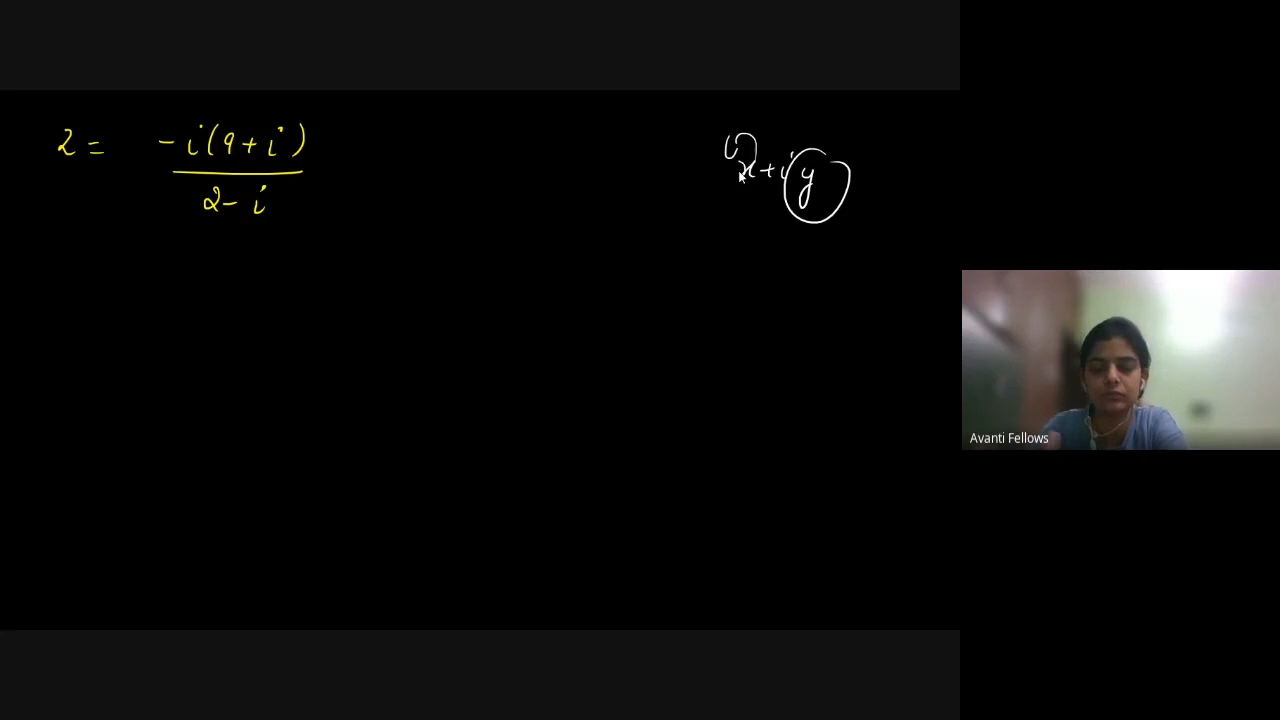 z = -i(9+i) / 2-i
x+iy
Avanti Fellows